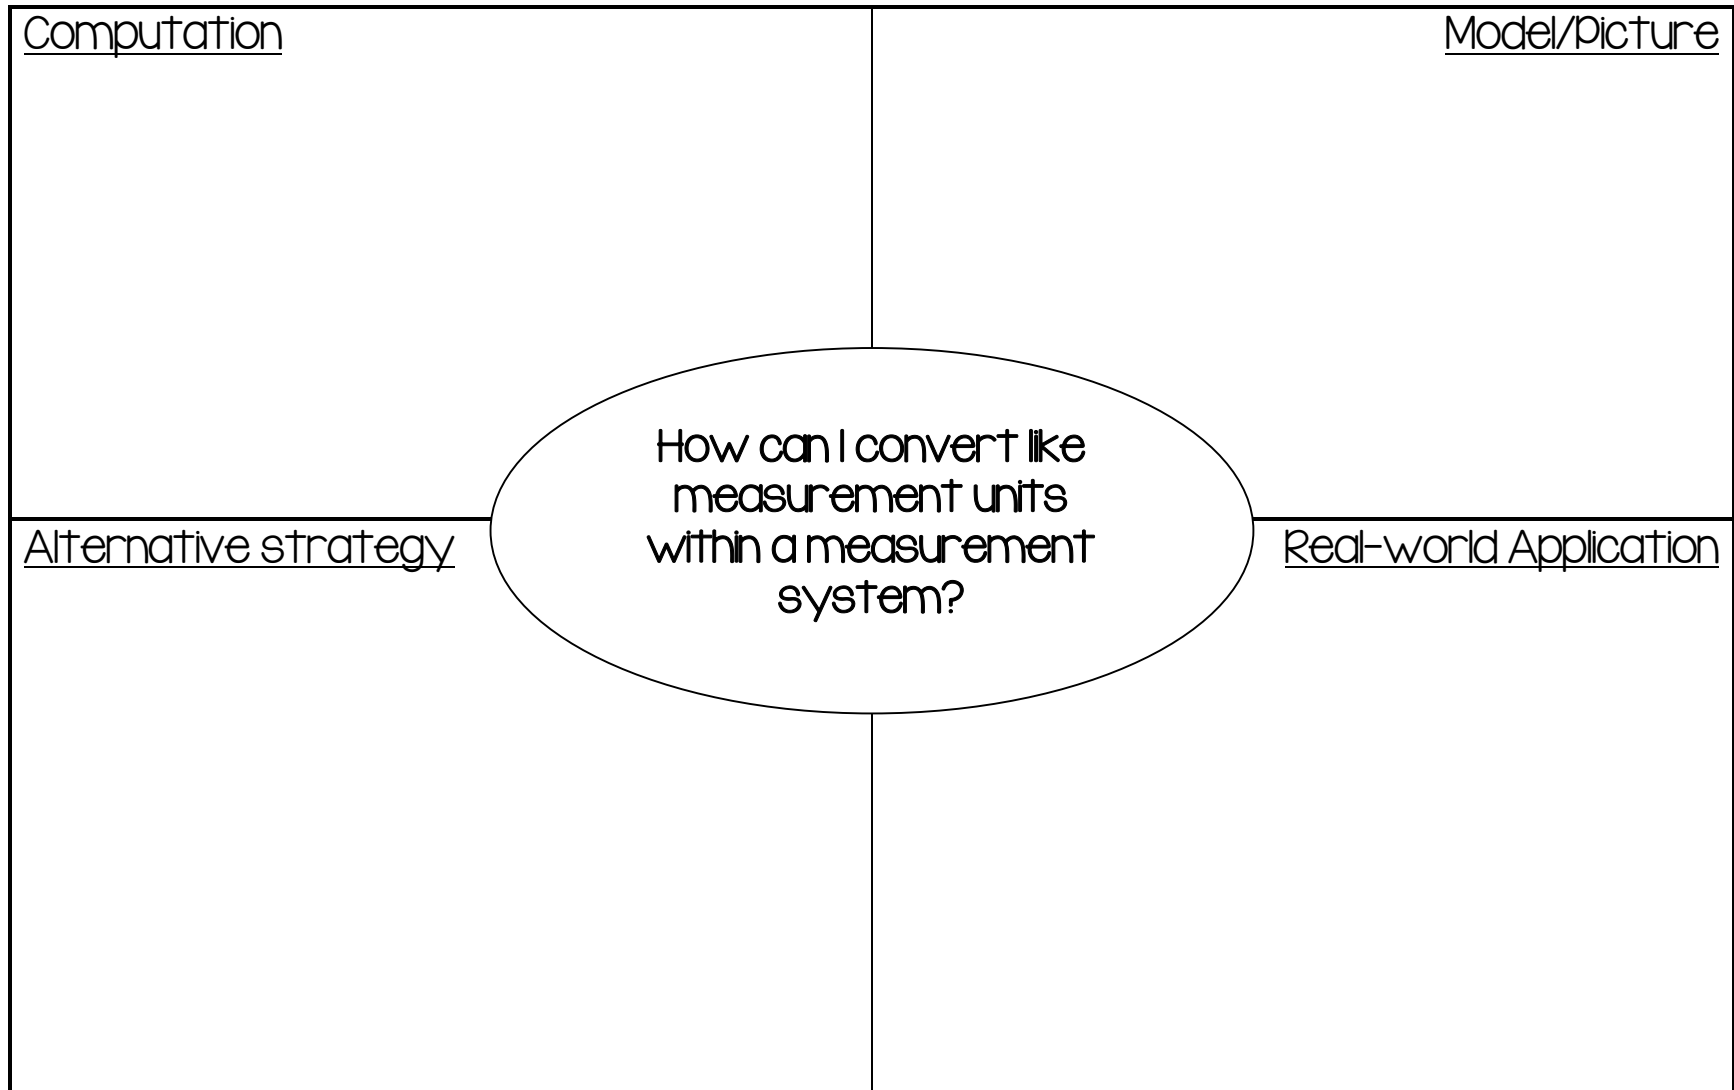 Computation
Model/Picture
How can I convert like
measurement units
within a measurement
system?
Alternative strategy
Real-world Application